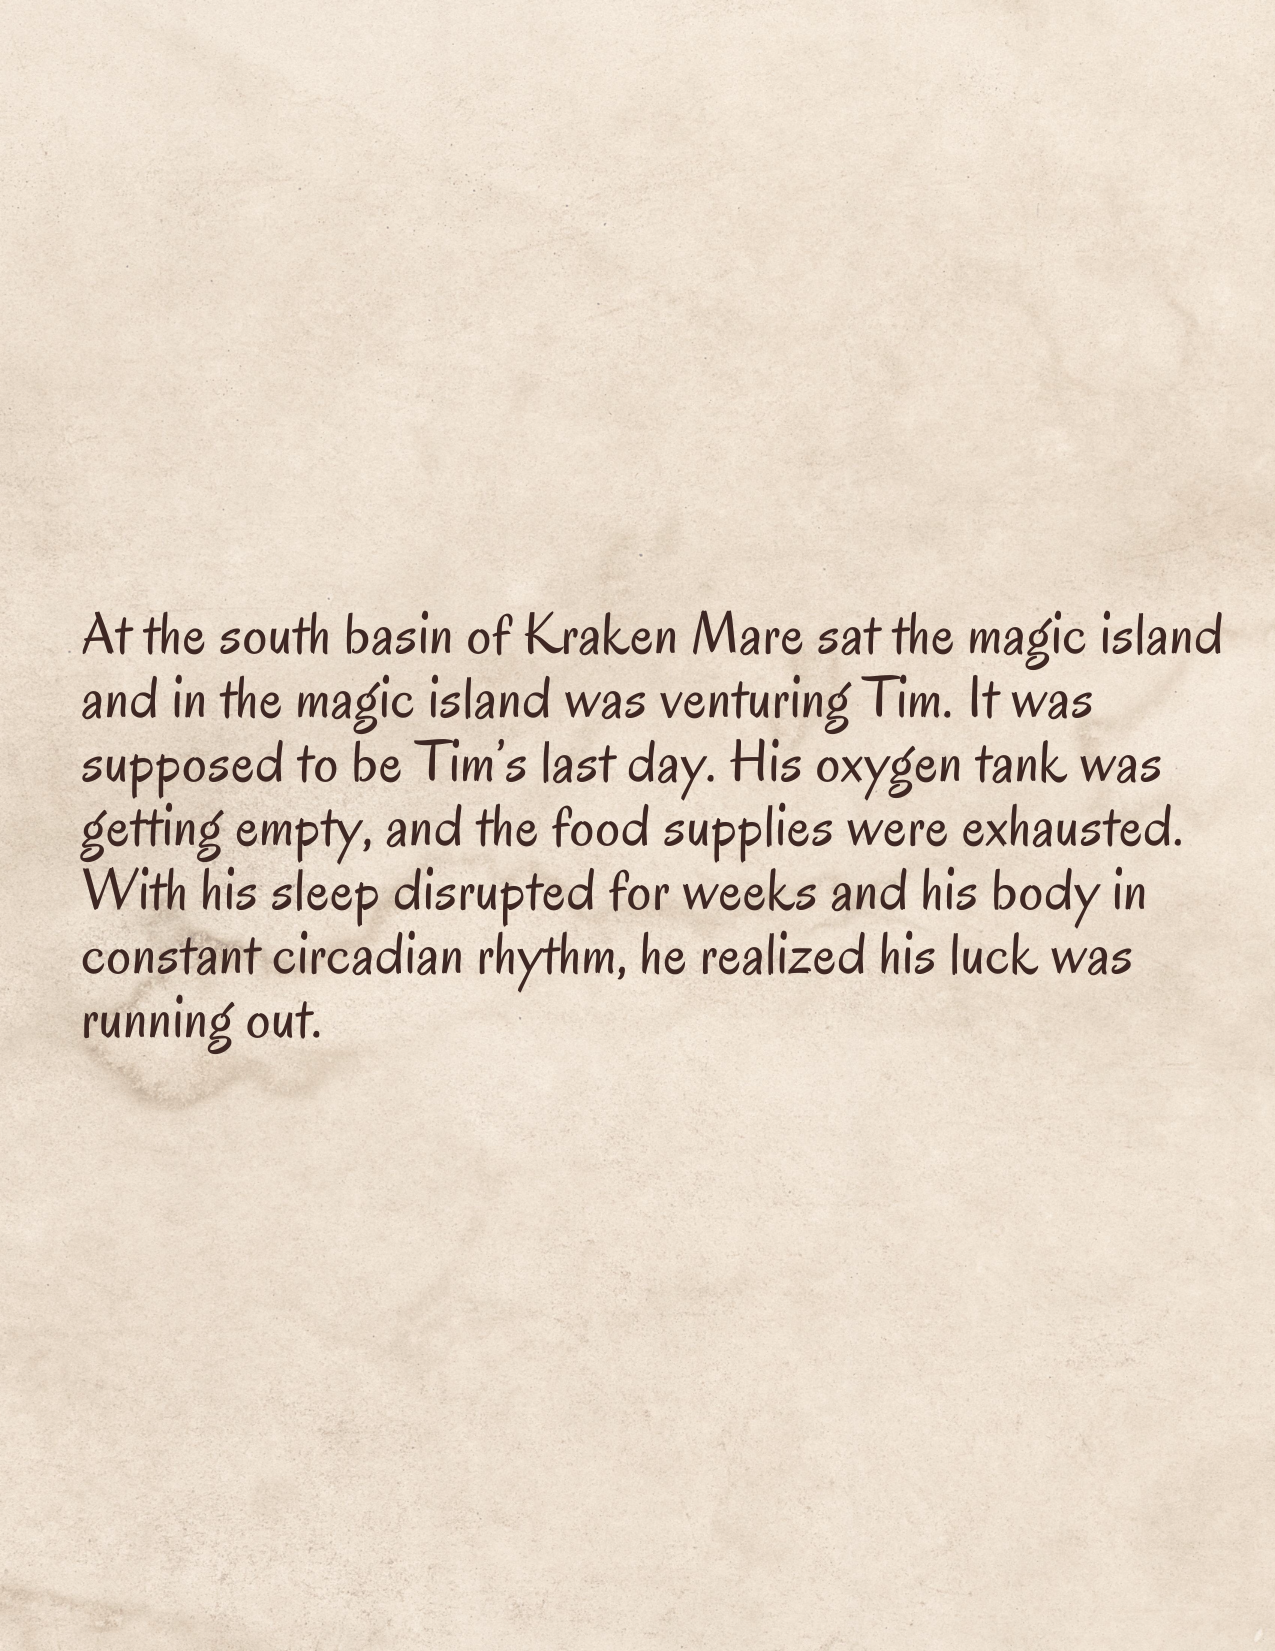 At the south basin of Kraken Mare sat the magic island
and in the magic island was venturing Tim. It was
supposed to be Tim’s last day. His oxygen tank was
getting empty, and the food supplies were exhausted.
With his sleep disrupted for weeks and his body in
constant circadian rhythm, he realized his luck was
running out.